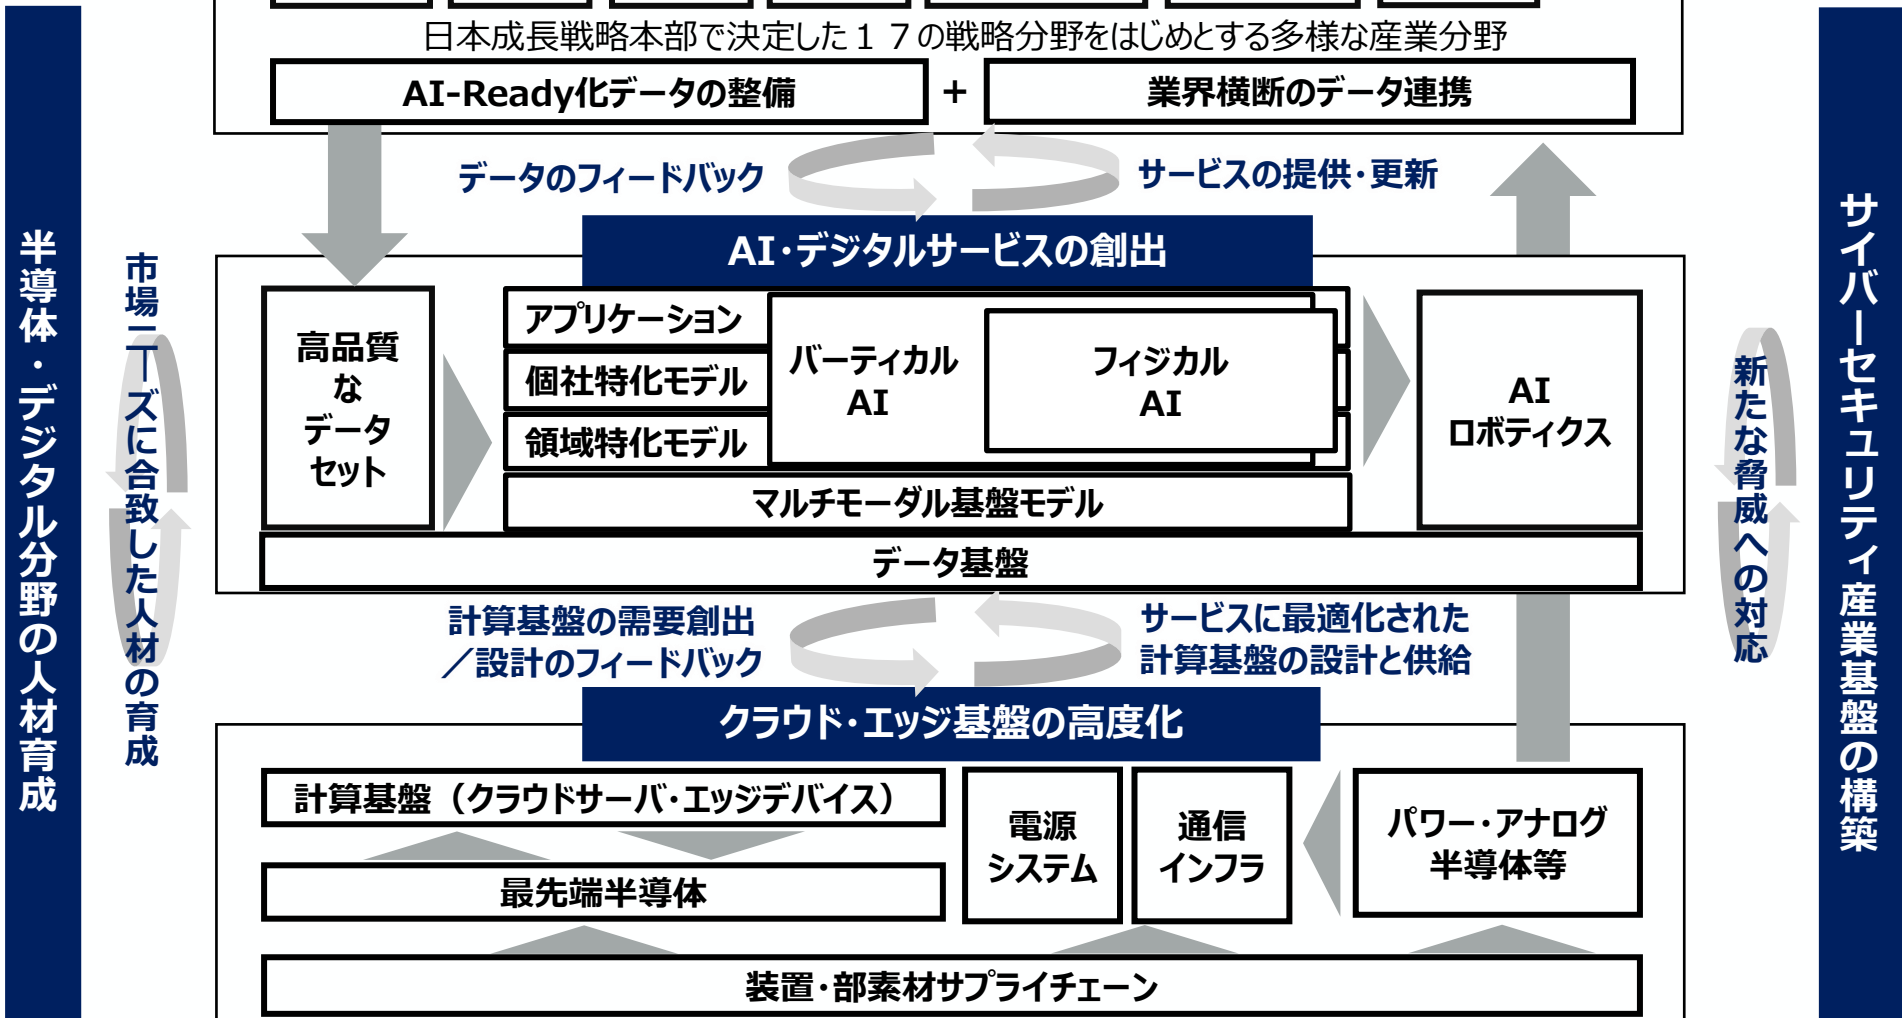 日本成長戦略本部で決定した１７の戦略分野をはじめとする多様な産業分野
AI-Ready化データの整備
+
業界横断のデータ連携
データのフィードバック
サービスの提供・更新
AI・デジタルサービスの創出
高品質
な
データ
セット
アプリケーション
個社特化モデル
領域特化モデル
バーティカル
AI
フィジカル
AI
マルチモーダル基盤モデル
AI
ロボティクス
データ基盤
計算基盤の需要創出
／設計のフィードバック
サービスに最適化された
計算基盤の設計と供給
クラウド・エッジ基盤の高度化
計算基盤（クラウドサーバ・エッジデバイス）
最先端半導体
電源
システム
通信
インフラ
パワー・アナログ
半導体等
装置・部素材サプライチェーン
半導体・デジタル分野の人材育成
市場ニーズに合致した人材の育成
新たな脅威への対応
サイバーセキュリティ産業基盤の構築